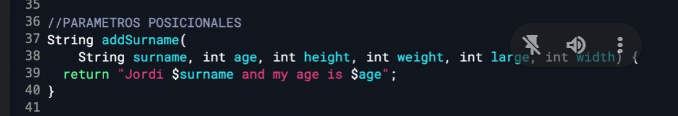 35
36 //PARAMETROS POSICIONALES
37 String addSurname(
38 String surname, int age, int height, int weight, int large, int width) {
39 return "Jordi $surname and my age is $age";
40 }
41